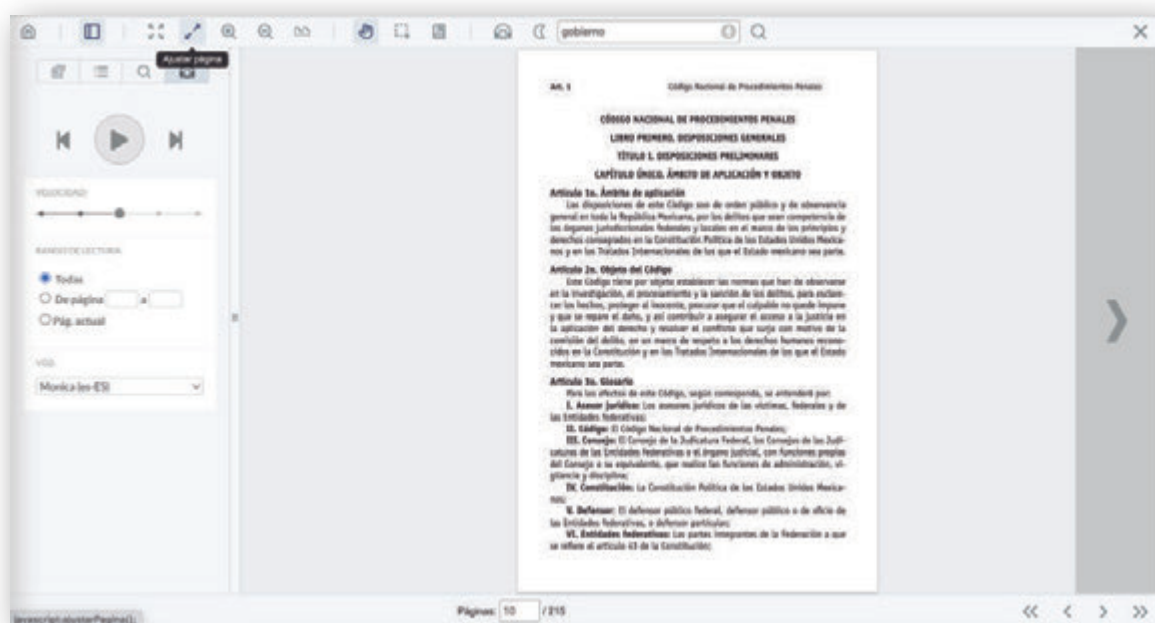 gobierno
Ajustar página
VELOCIDAD:
RANGO DE LECTURA:
Todas
De página a
Pág. actual
VOZ:
Monica (es-ES)
Art. 1 Código Nacional de Procedimientos Penales
CÓDIGO NACIONAL DE PROCEDIMIENTOS PENALES
LIBRO PRIMERO. DISPOSICIONES GENERALES
TÍTULO I. DISPOSICIONES PRELIMINARES
CAPÍTULO ÚNICO. ÁMBITO DE APLICACIÓN Y OBJETO
Artículo 1o. Ámbito de aplicación
Las disposiciones de este Código son de orden público y de observancia
general en toda la República Mexicana, por los delitos que sean competencia de
los órganos jurisdiccionales federales y locales en el marco de los principios y
derechos consagrados en la Constitución Política de los Estados Unidos Mexica-
nos y en los Tratados Internacionales de los que el Estado mexicano sea parte.
Artículo 2o. Objeto del Código
Este Código tiene por objeto establecer las normas que han de observarse
en la investigación, el procesamiento y la sanción de los delitos, para esclare-
cer los hechos, proteger al inocente, procurar que el culpable no quede impune
y que se repare el daño, y así contribuir a asegurar el acceso a la justicia en
la aplicación del derecho y resolver el conflicto que surja con motivo de la
comisión del delito, en un marco de respeto a los derechos humanos recono-
cidos en la Constitución y en los Tratados Internacionales de los que el Estado
mexicano sea parte.
Artículo 3o. Glosario
Para los efectos de este Código, según corresponda, se entenderá por:
I. Asesor jurídico: Los asesores jurídicos de las víctimas, federales y de
las Entidades federativas;
II. Código: El Código Nacional de Procedimientos Penales;
III. Consejo: El Consejo de la Judicatura Federal, los Consejos de las Judi-
caturas de las Entidades federativas o el órgano judicial, con funciones propias
del Consejo o su equivalente, que realice las funciones de administración, vi-
gilancia y disciplina;
IV. Constitución: La Constitución Política de los Estados Unidos Mexica-
nos;
V. Defensor: El defensor público federal, defensor público o de oficio de
las Entidades federativas, o defensor particular;
VI. Entidades federativas: Las partes integrantes de la Federación a que
se refiere el artículo 43 de la Constitución;
Páginas: 10 / 215
javascript:ajustarPagina();